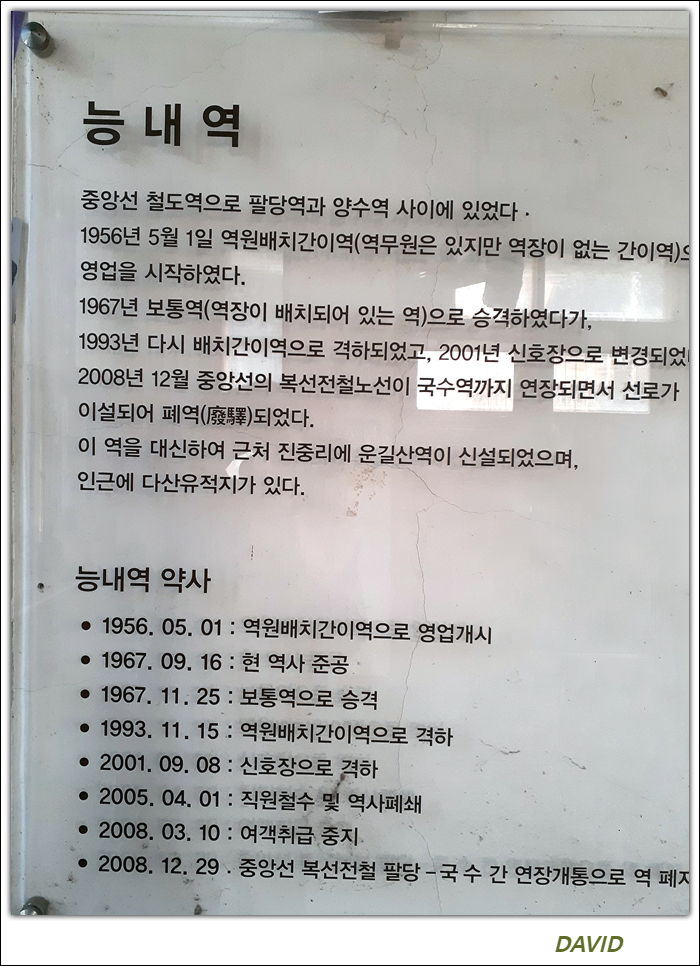 능내역
중앙선 철도역으로 팔당역과 양수역 사이에 있었다.
1956년 5월 1일 역원배치간이역(역무원은 있지만 역장이 없는 간이역)으
영업을 시작하였다.
1967년 보통역(역장이 배치되어 있는 역)으로 승격하였다가,
1993년 다시 배치간이역으로 격하되었고, 2001년 신호장으로 변경되었
2008년 12월 중앙선의 복선전철노선이 국수역까지 연장되면서 선로가
이설되어 폐역(廢驛)되었다.
이 역을 대신하여 근처 진중리에 운길산역이 신설되었으며,
인근에 다산유적지가 있다.
능내역 약사
• 1956. 05. 01 : 역원배치간이역으로 영업개시
• 1967. 09. 16 : 현 역사 준공
• 1967. 11. 25 : 보통역으로 승격
• 1993. 11. 15 : 역원배치간이역으로 격하
• 2001. 09. 08 : 신호장으로 격하
• 2005. 04. 01 : 직원철수 및 역사폐쇄
• 2008. 03. 10 : 여객취급 중지
• 2008. 12. 29 . 중앙선 복선전철 팔당-국 수 간 연장개통으로 역 폐지
DAVID